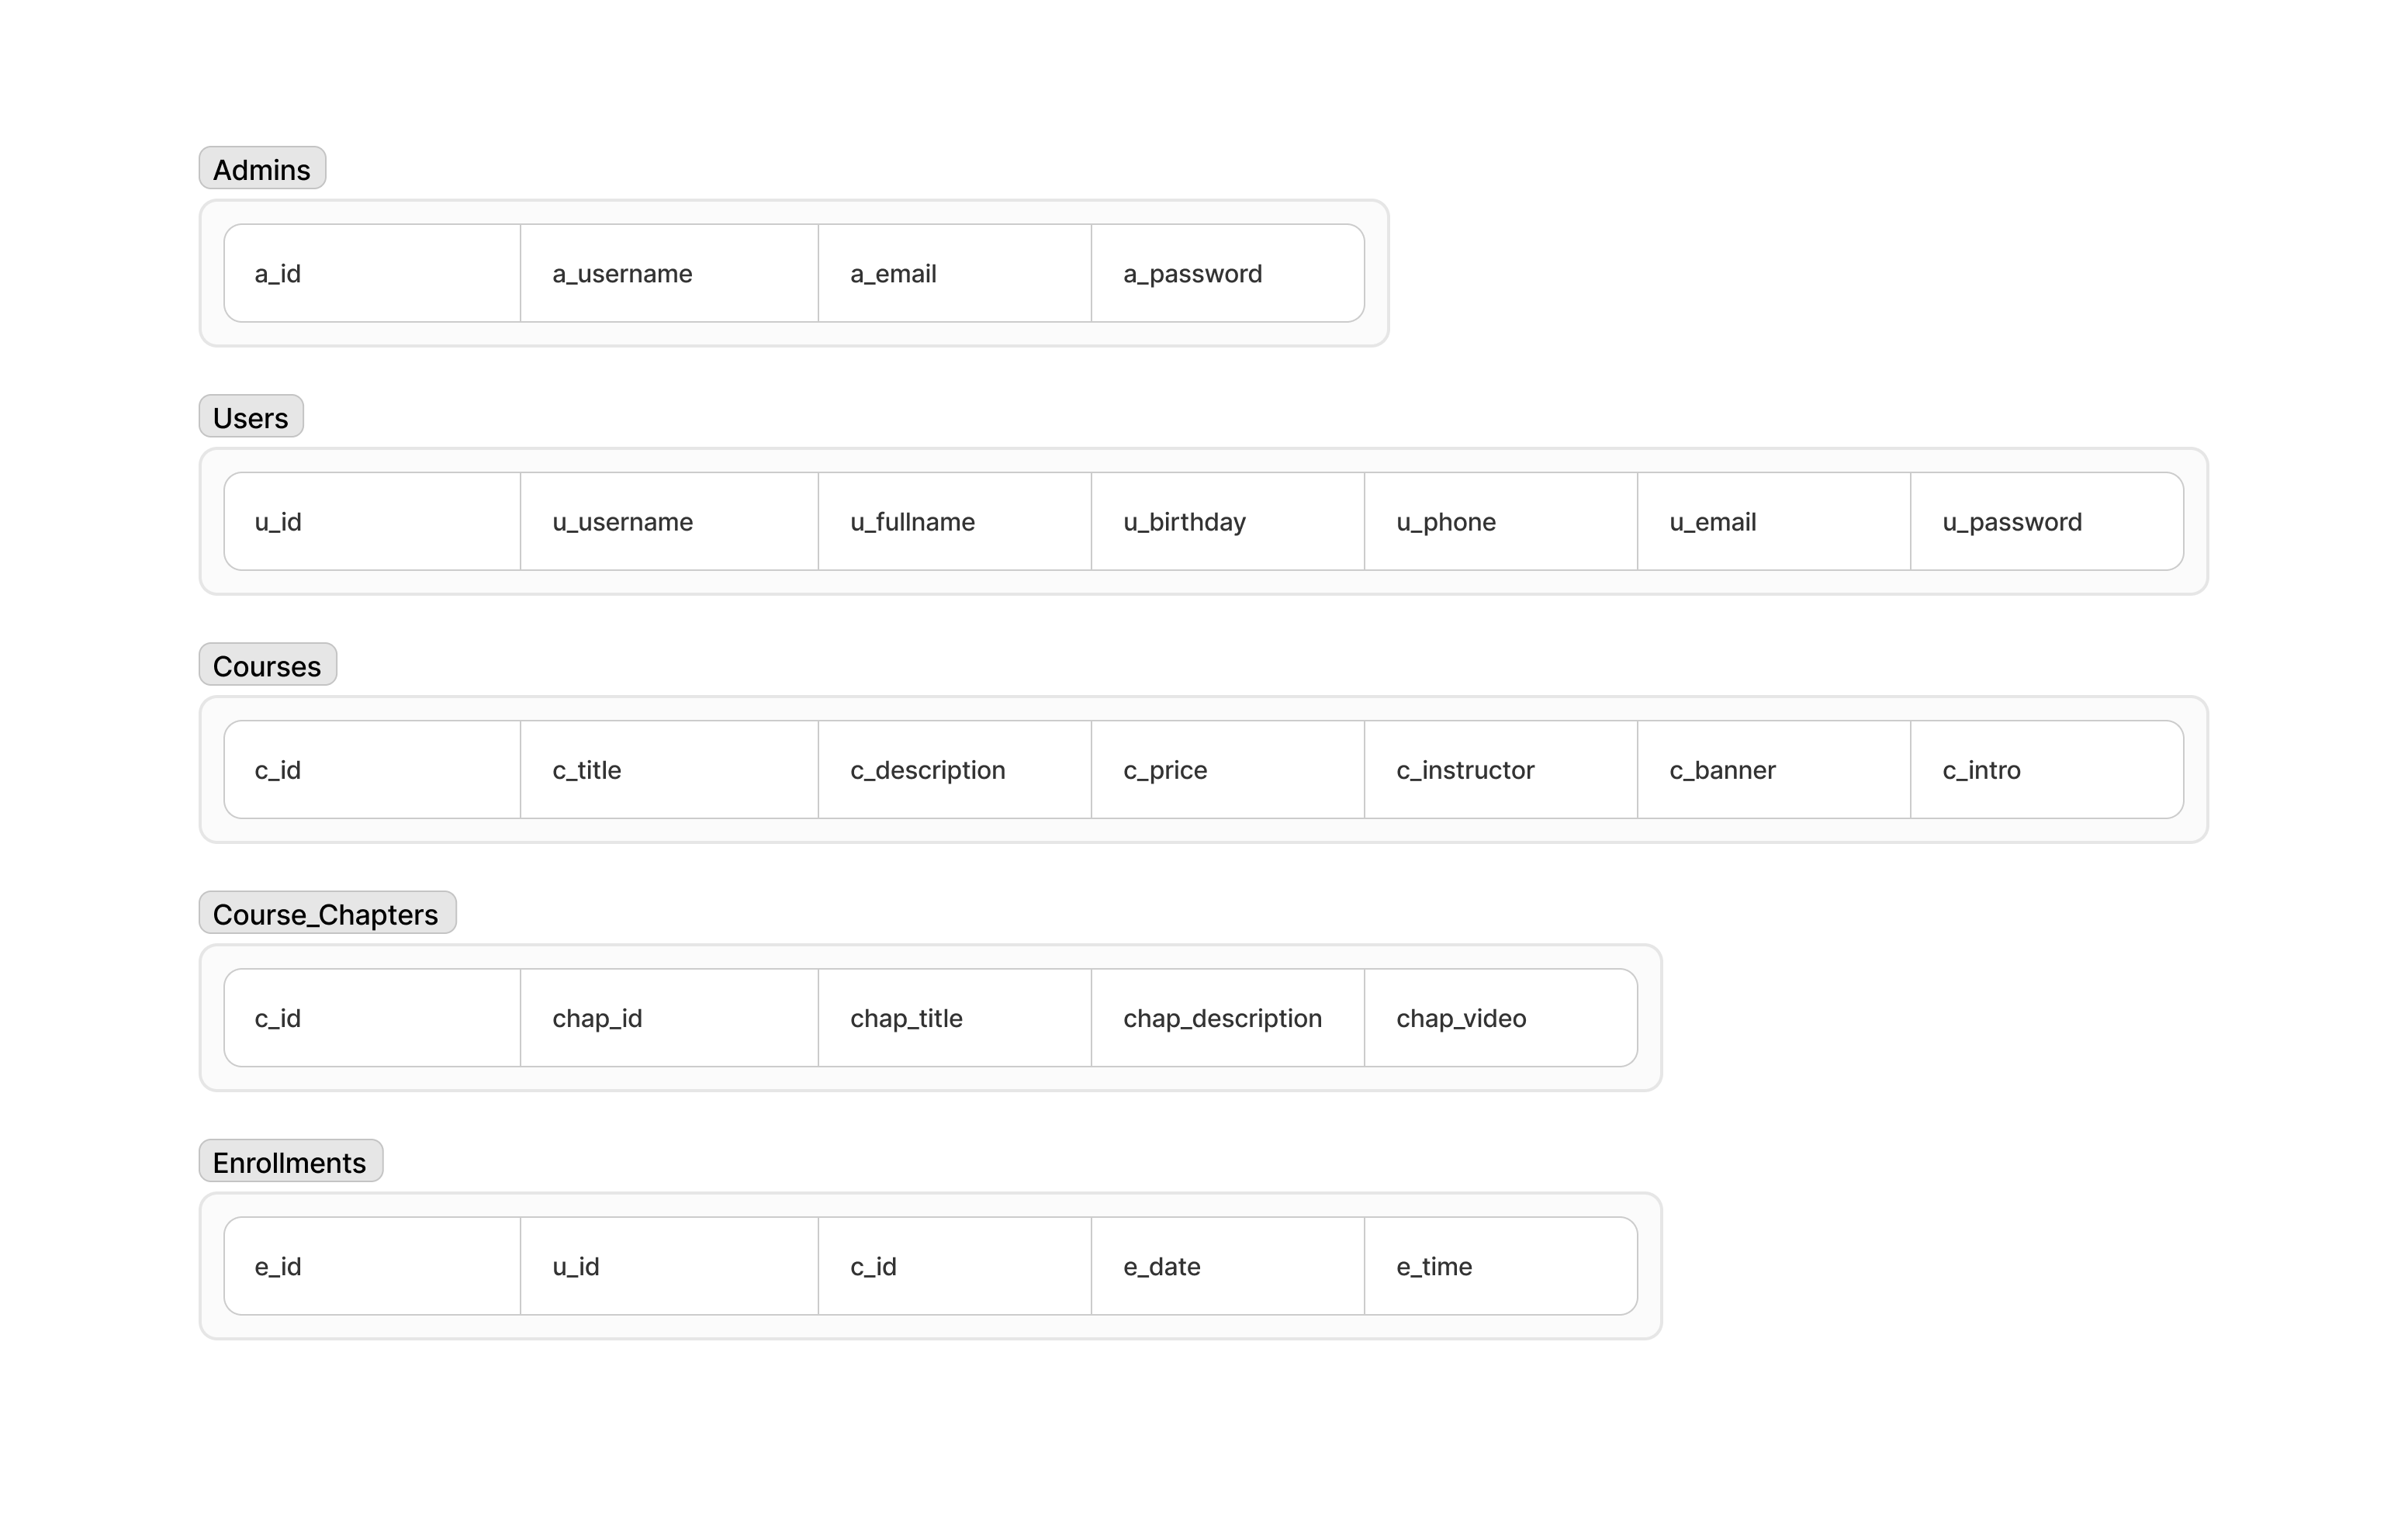 Admins
a_id a_username a_email a_password
Users
u_id u_username u_fullname u_birthday u_phone u_email u_password
Courses
c_id c_title c_description c_price c_instructor c_banner c_intro
Course_Chapters
c_id chap_id chap_title chap_description chap_video
Enrollments
e_id u_id c_id e_date e_time